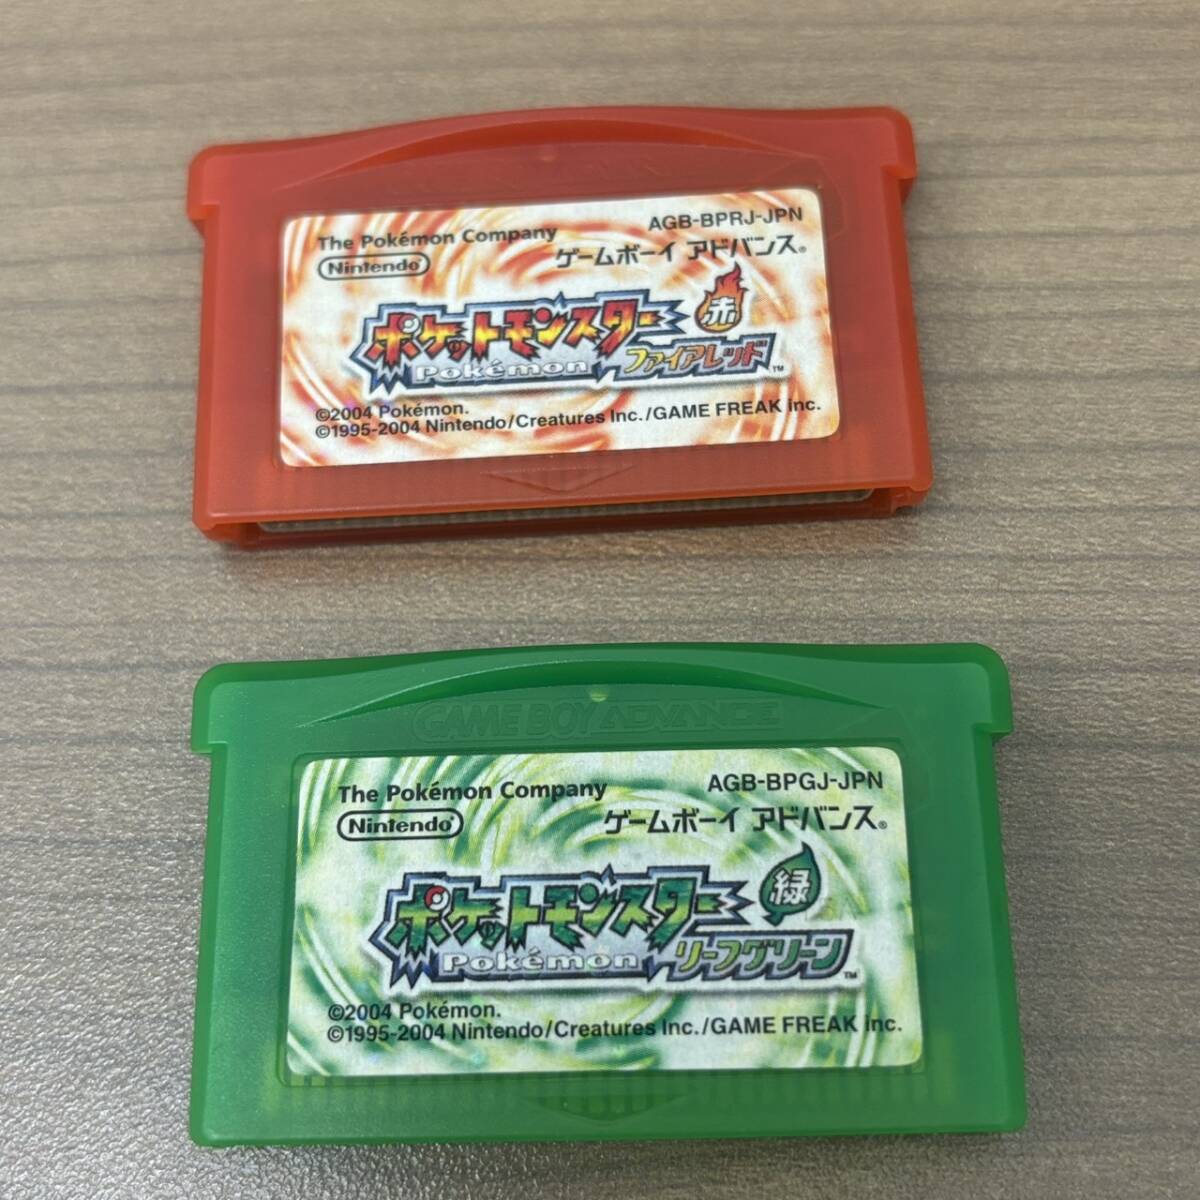 The Pokémon Company
AGB-BPRJ-JPN
Nintendo
ゲームボーイ アドバンス®
ポケットモンスター
赤
Pokémon
ファイアレッド™
©2004 Pokémon.
©1995-2004 Nintendo/Creatures Inc./GAME FREAK inc.
GAME BOY ADVANCE
The Pokémon Company
AGB-BPGJ-JPN
Nintendo
ゲームボーイ アドバンス®
ポケットモンスター
緑
Pokémon
リーフグリーン™
©2004 Pokémon.
©1995-2004 Nintendo/Creatures Inc./GAME FREAK inc.